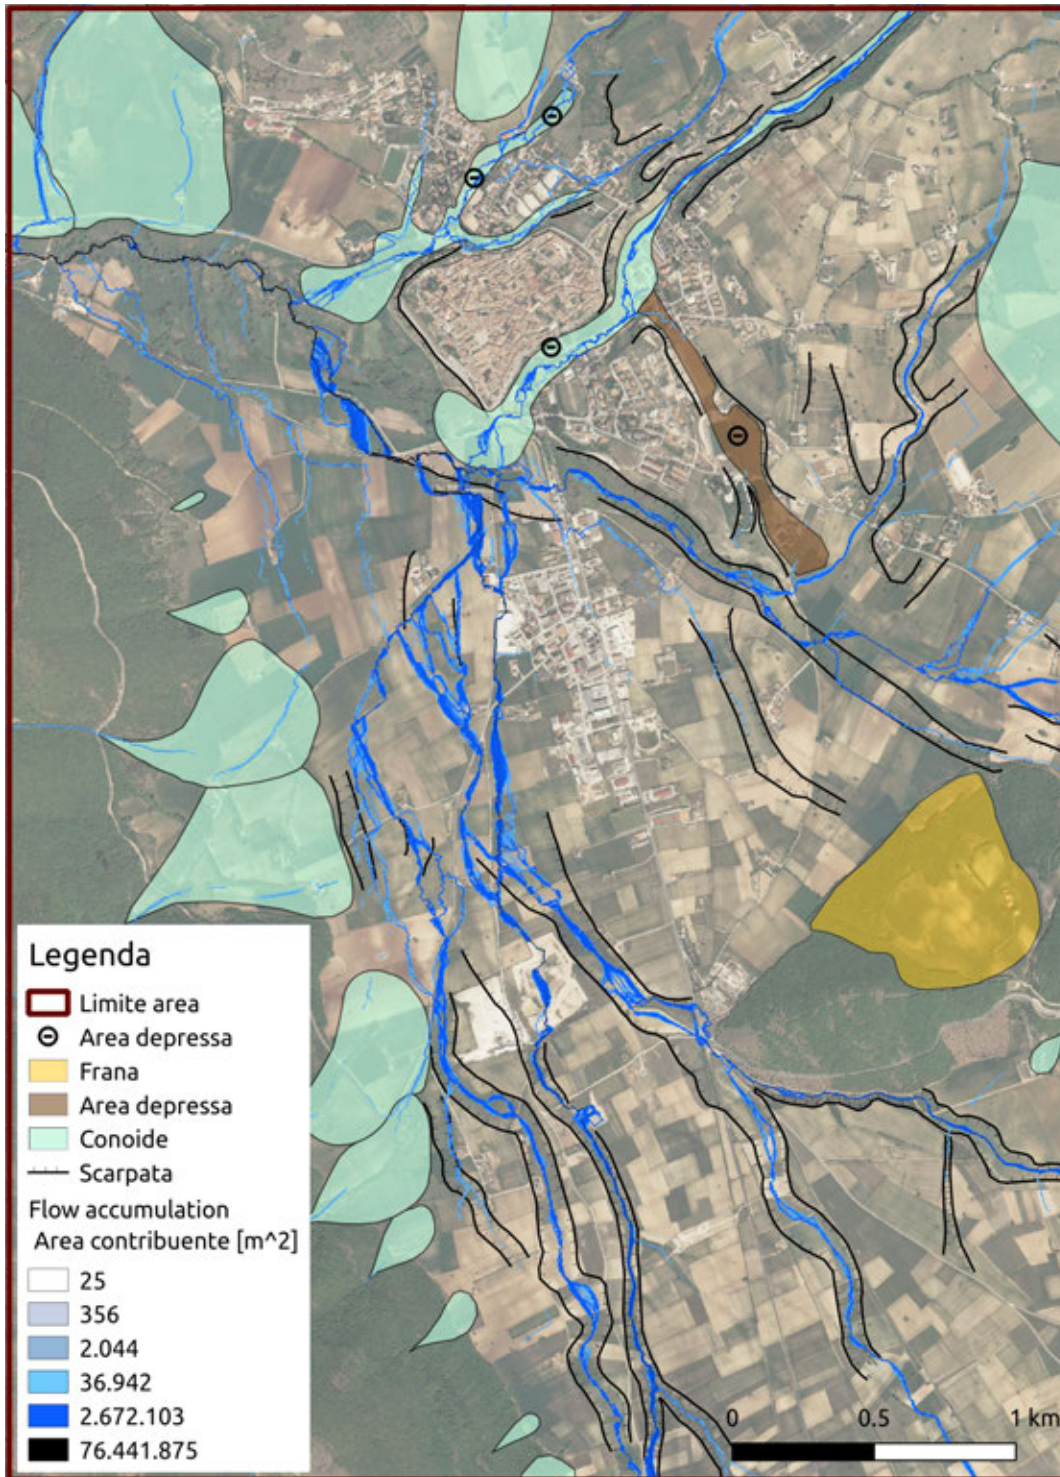 Legenda
Limite area
Area depressa
Frana
Area depressa
Conoide
Scarpata
Flow accumulation
Area contribuente [m^2]
25
356
2.044
36.942
2.672.103
76.441.875
0 0.5 1 km